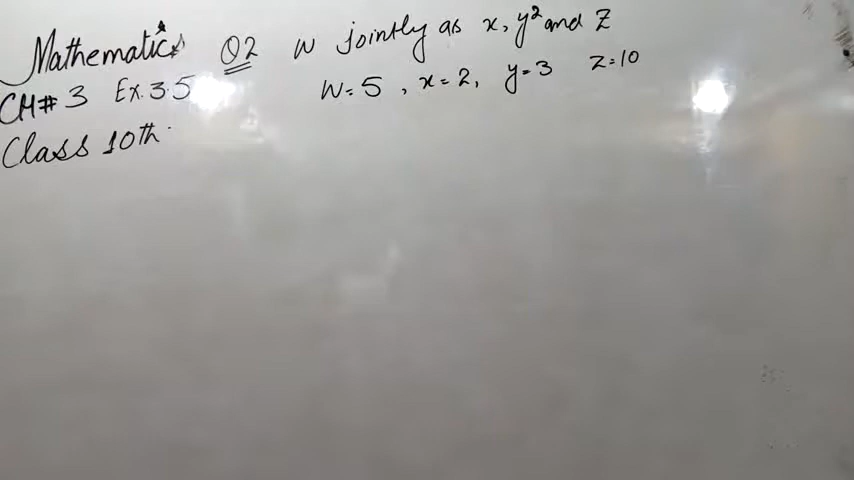 Mathematics Q2 W jointly as x, y² and Z
CH# 3 Ex. 3.5 W=5, x=2, y=3 Z=10
Class 10th.